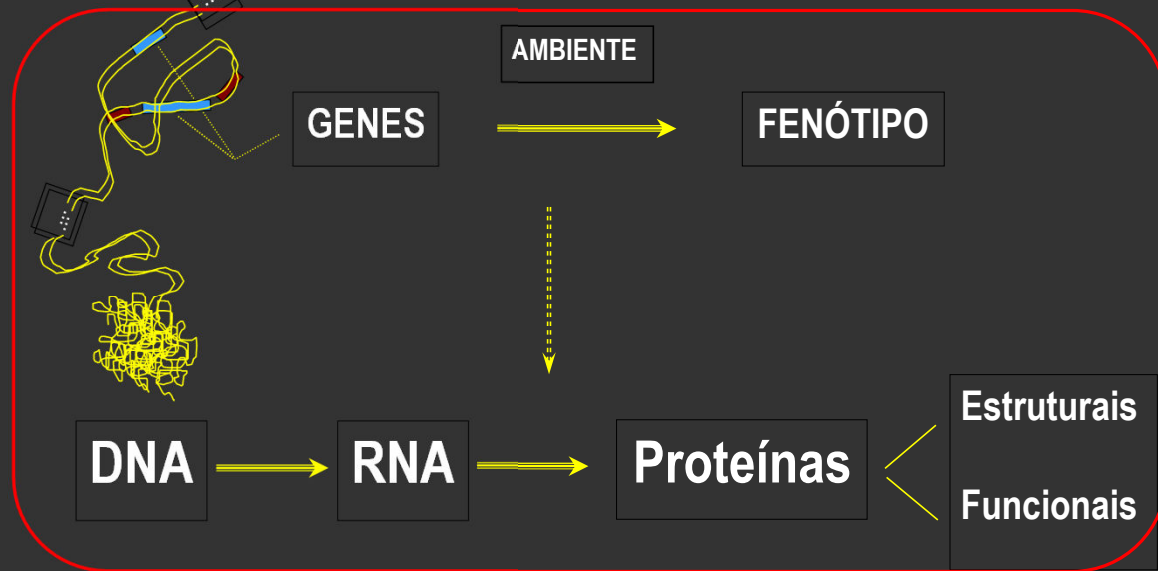 AMBIENTE
GENES
FENÓTIPO
DNA
RNA
Proteínas
Estruturais
Funcionais